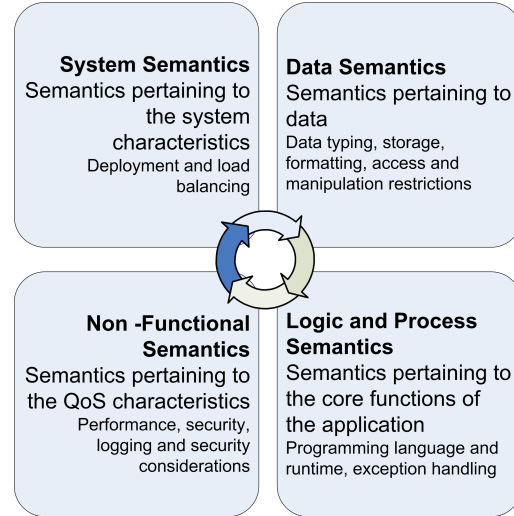 System Semantics
Semantics pertaining to
the system
characteristics
Deployment and load
balancing
Data Semantics
Semantics pertaining to
data
Data typing, storage,
formatting, access and
manipulation restrictions
Non -Functional
Semantics
Semantics pertaining to
the QoS characteristics
Performance, security,
logging and security
considerations
Logic and Process
Semantics
Semantics pertaining to
the core functions of
the application
Programming language and
runtime, exception handling